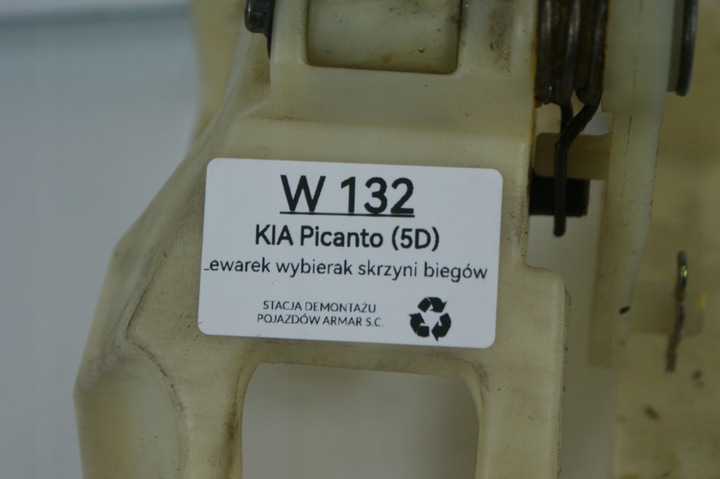 W 132
KIA Picanto (5D)
Lewarek wybierak skrzyni biegów
STACJA DEMONTAŻU
POJAZDÓW ARMAR S.C.